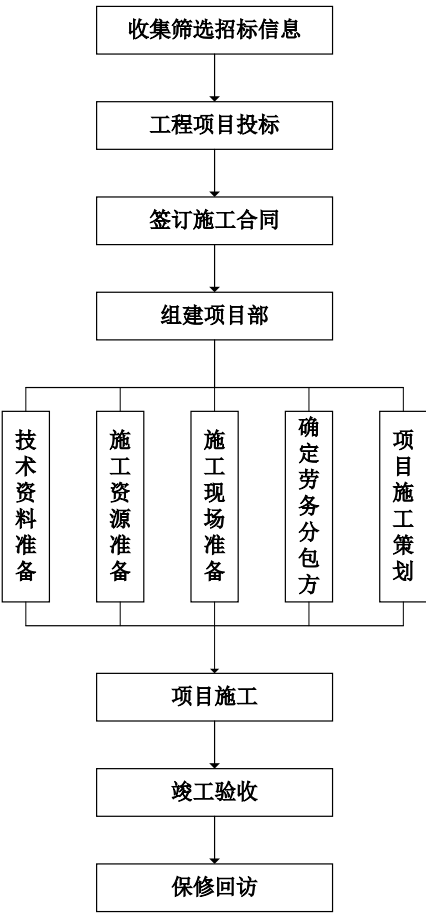 收集筛选招标信息
工程项目投标
签订施工合同
组建项目部
技术资料准备
施工资源准备
施工现场准备
确定劳务分包方
项目施工策划
项目施工
竣工验收
保修回访